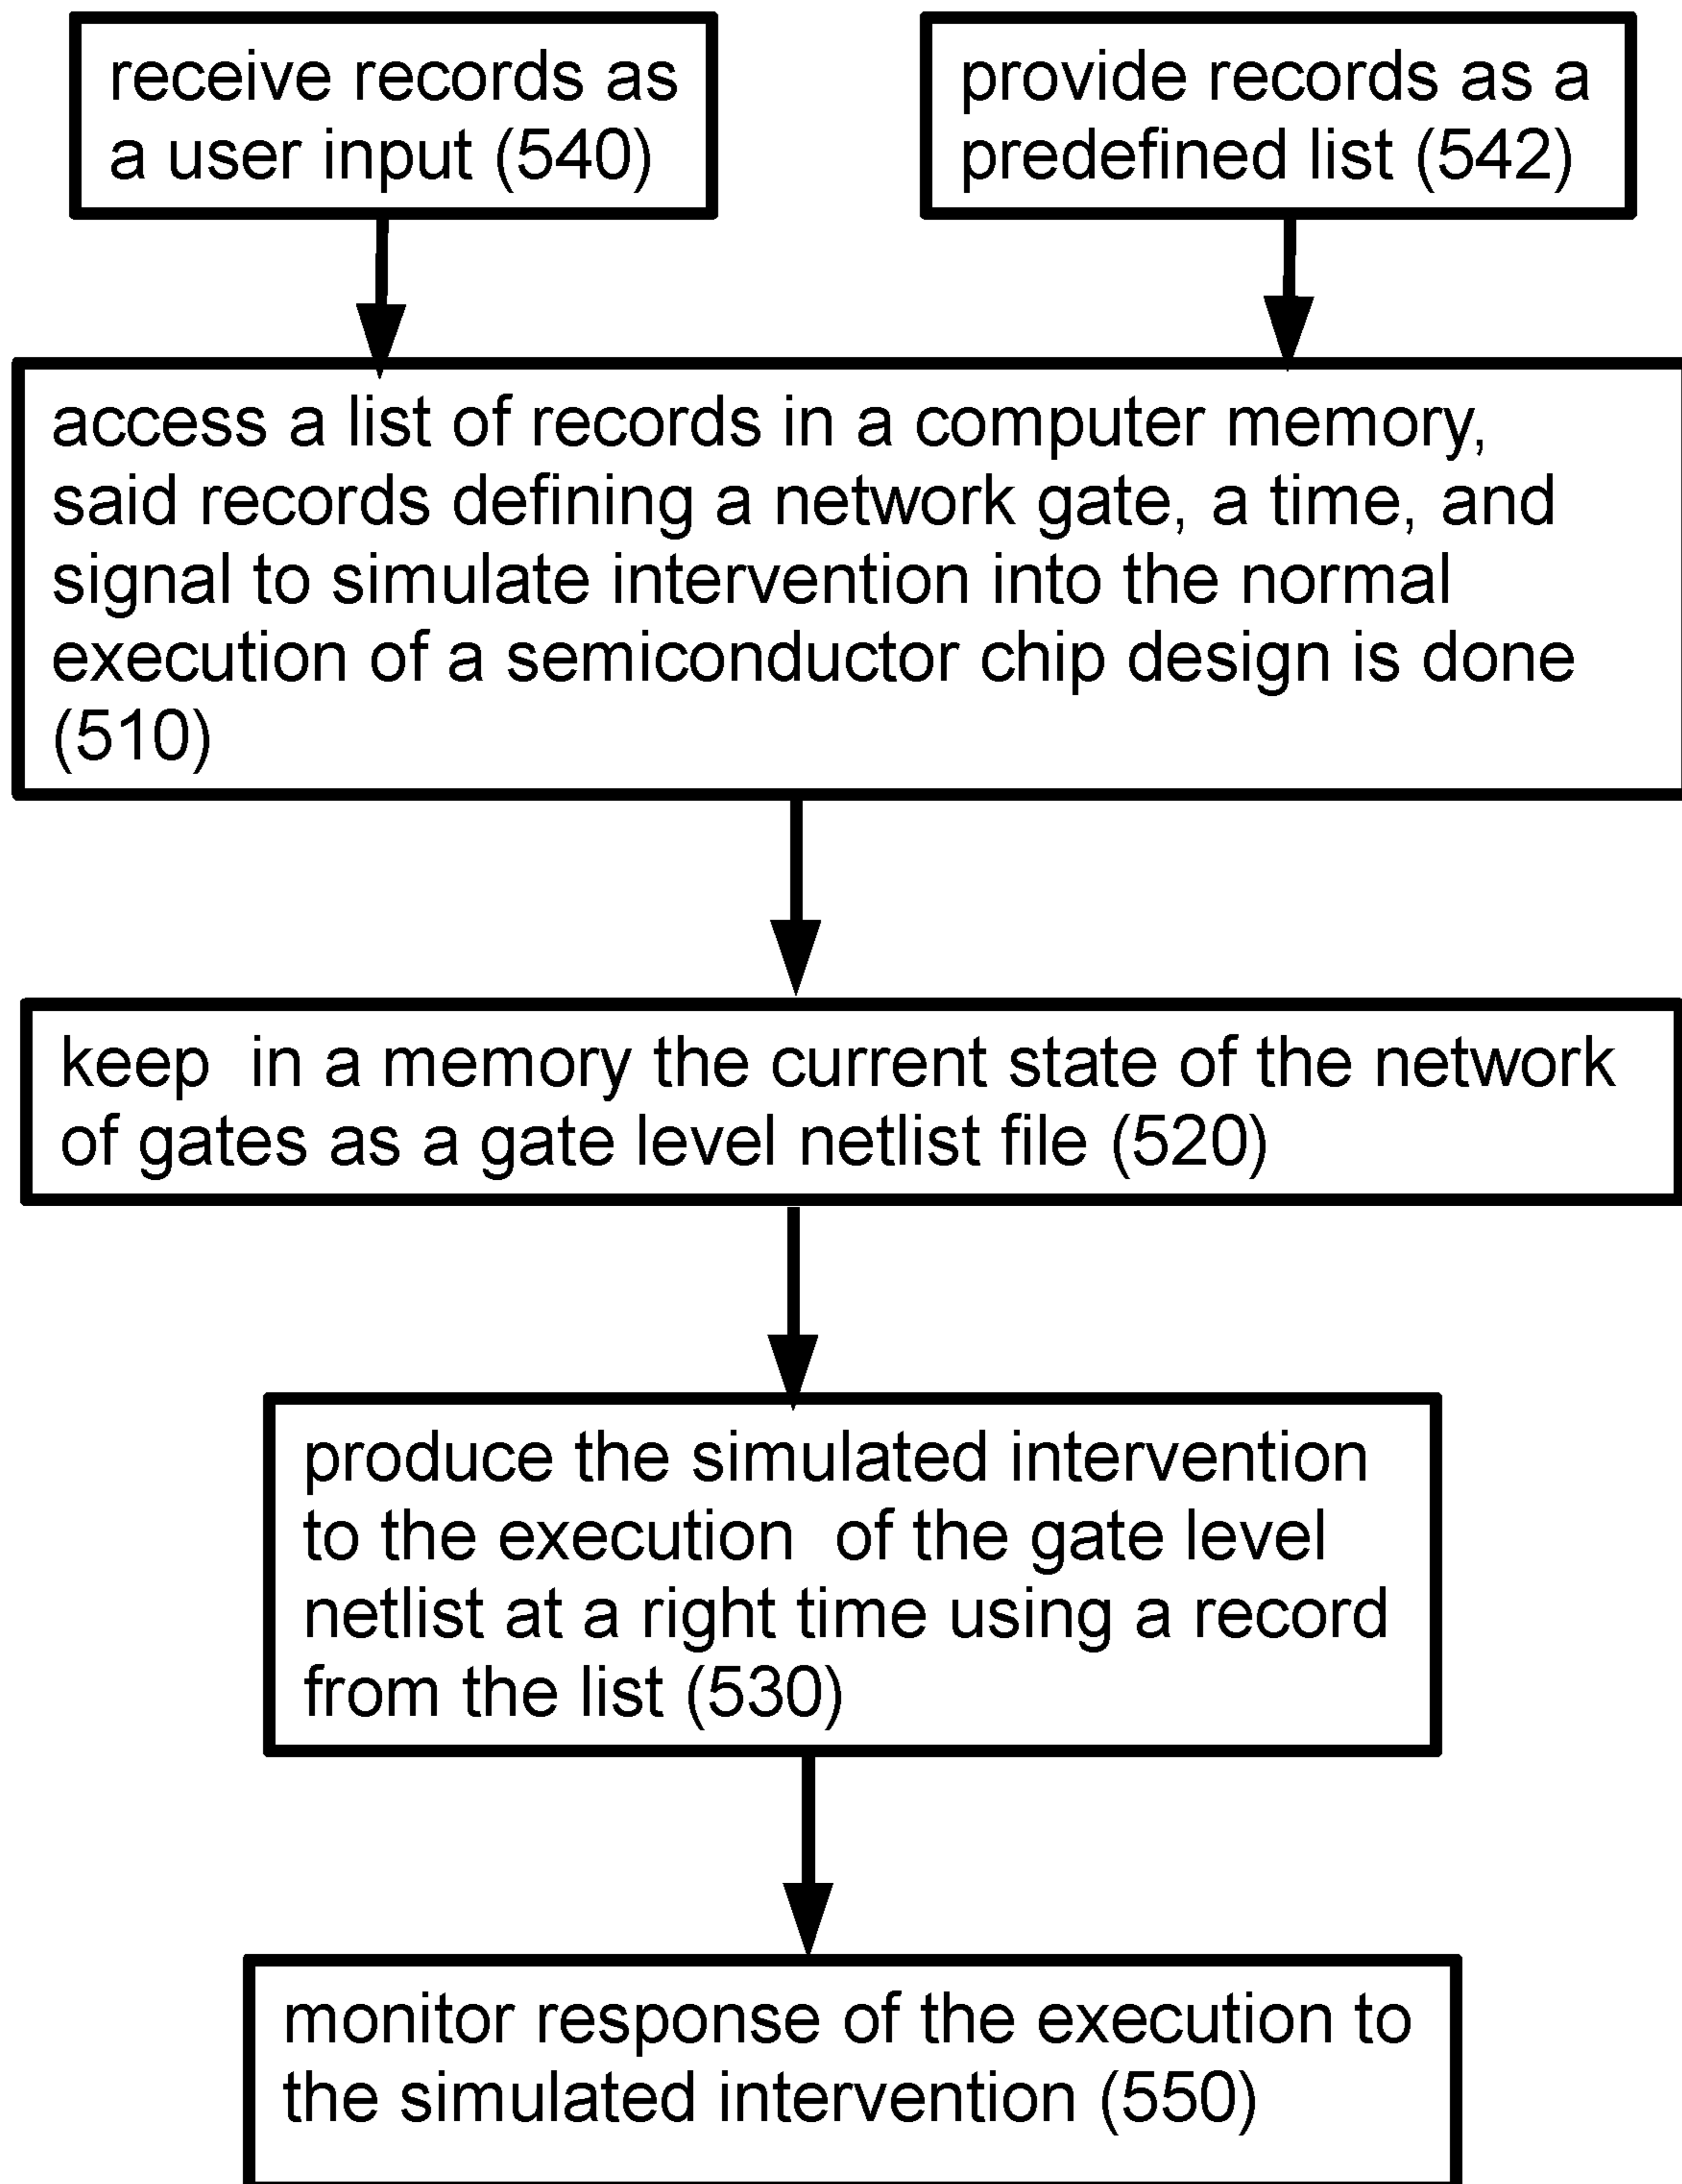 receive records as
a user input (540)
provide records as a
predefined list (542)
access a list of records in a computer memory,
said records defining a network gate, a time, and
signal to simulate intervention into the normal
execution of a semiconductor chip design is done
(510)
keep  in a memory the current state of the network
of gates as a gate level netlist file (520)
produce the simulated intervention
to the execution  of the gate level
netlist at a right time using a record
from the list (530)
monitor response of the execution to
the simulated intervention (550)